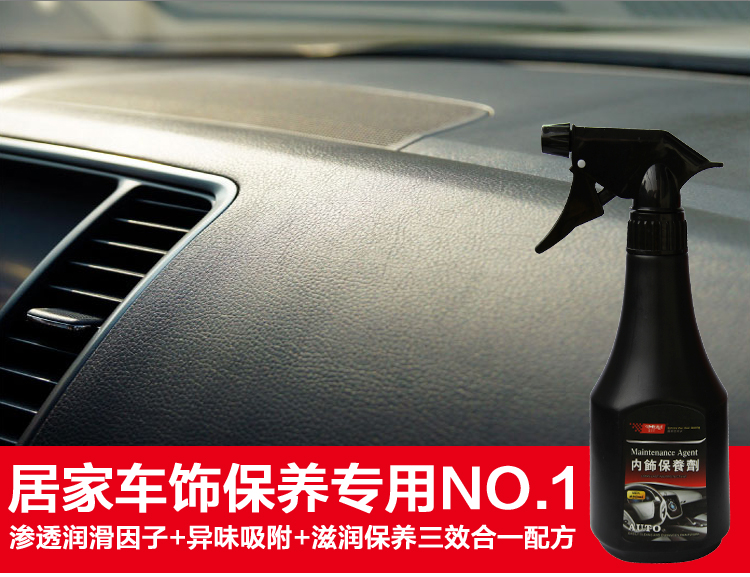 Maintenance Agent
内飾保養劑
AUTO
居家车饰保养专用NO.1
渗透润滑因子+异味吸附+滋润保养三效合一配方